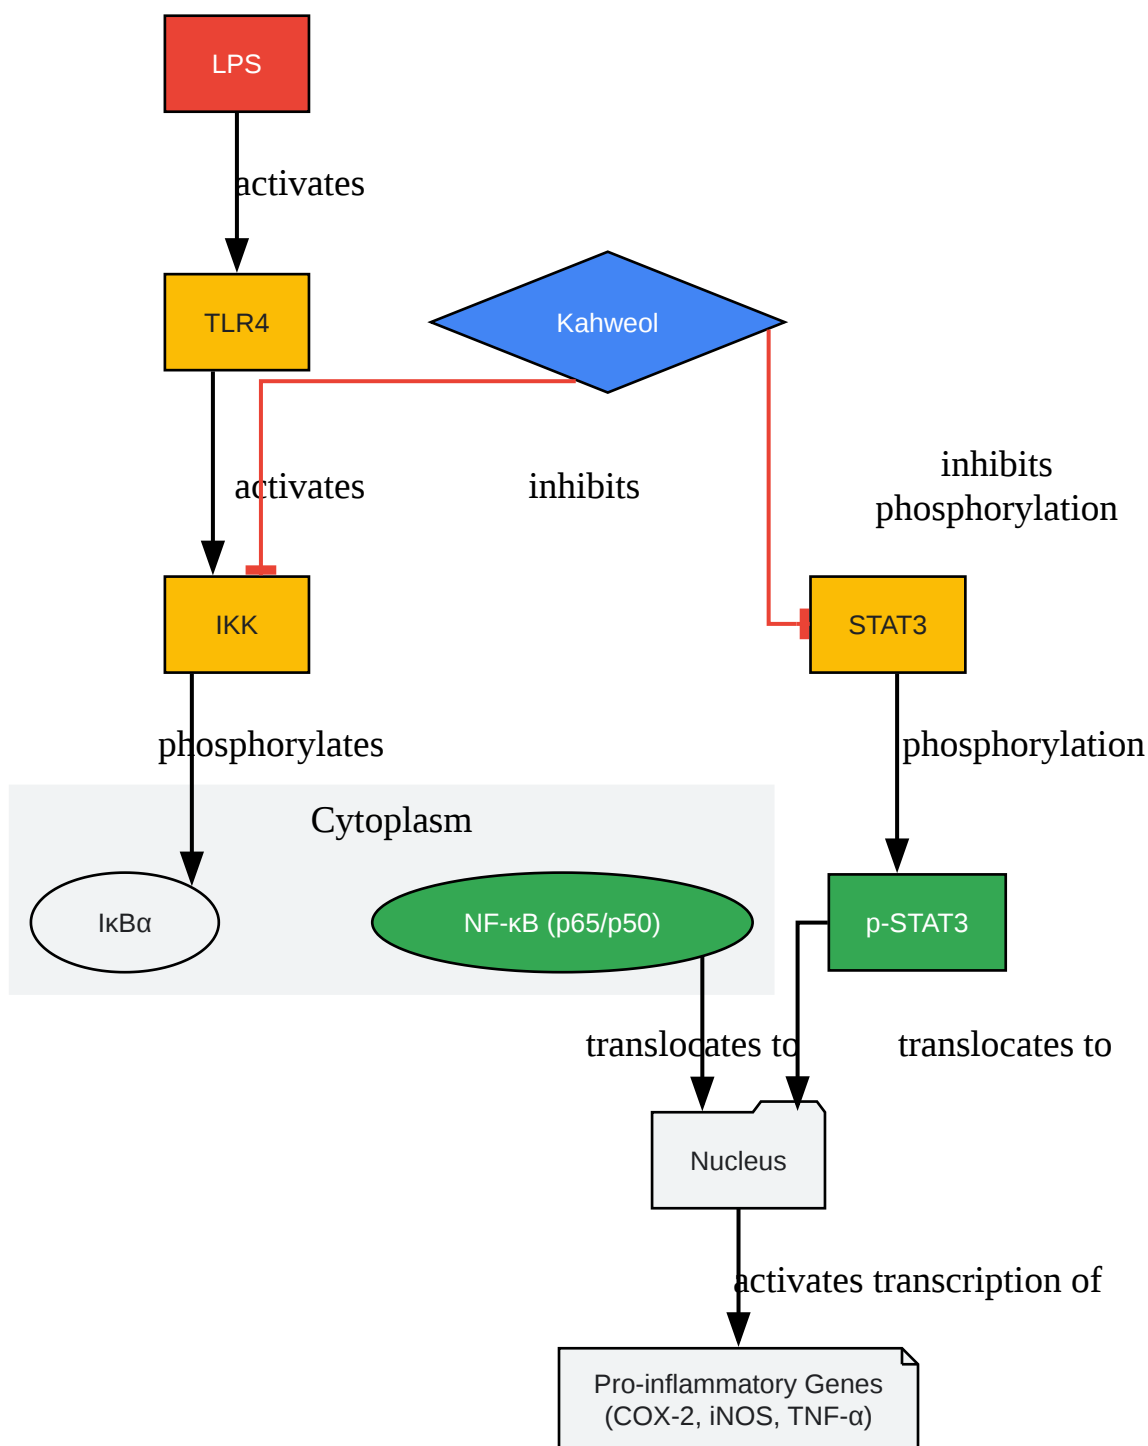 LPS
activates
TLR4
Kahweol
activates
inhibits
inhibits
phosphorylation
IKK
STAT3
phosphorylates
phosphorylation
Cytoplasm
IκBα
NF-κB (p65/p50)
p-STAT3
translocates to
translocates to
Nucleus
activates transcription of
Pro-inflammatory Genes
(COX-2, iNOS, TNF-α)